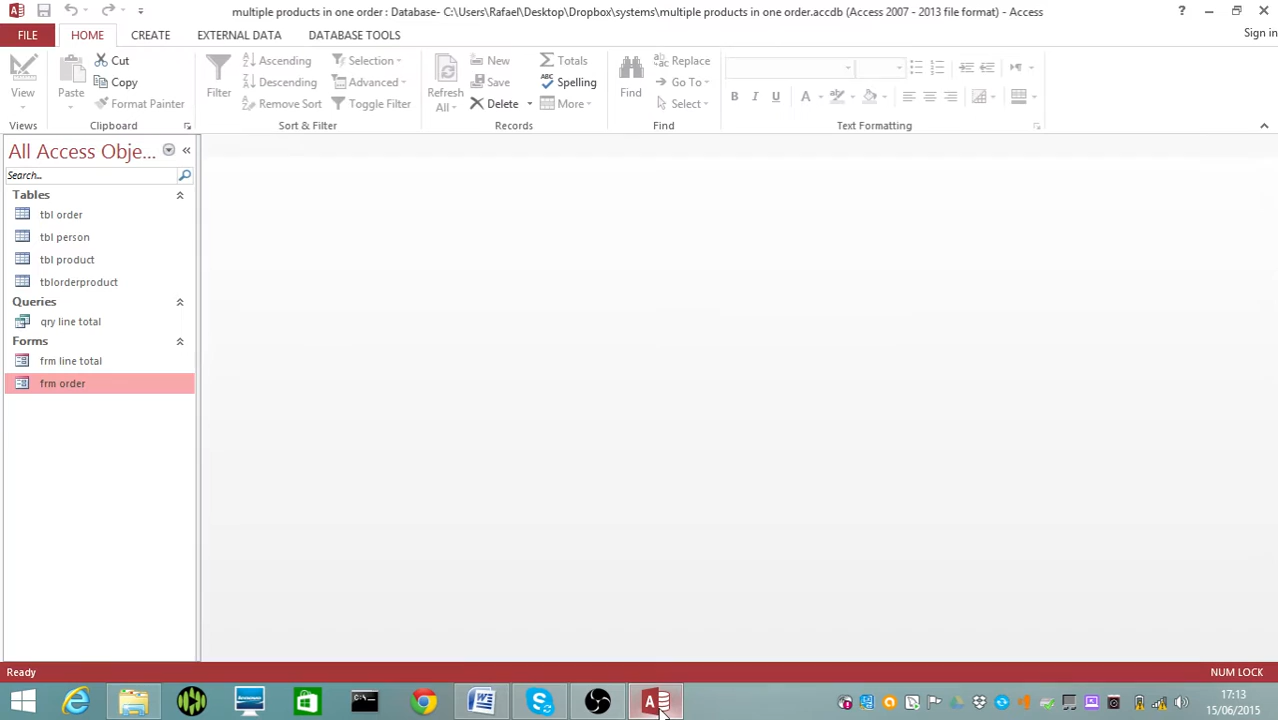 multiple products in one order : Database- C:\Users\Rafael\Desktop\Dropbox\systems\multiple products in one order.accdb (Access 2007 - 2013 file format) - Access
FILE HOME CREATE EXTERNAL DATA DATABASE TOOLS Sign in
View
Views
Paste
Cut
Copy
Format Painter
Clipboard
Filter
Ascending
Descending
Remove Sort
Selection
Advanced
Toggle Filter
Sort & Filter
Refresh
All
New
Save
Delete
Totals
Spelling
More
Records
Find
Replace
Go To
Select
Find
Text Formatting
All Access Obje...
Search...
Tables
tbl order
tbl person
tbl product
tblorderproduct
Queries
qry line total
Forms
frm line total
frm order
Ready
NUM LOCK
17:13
15/06/2015